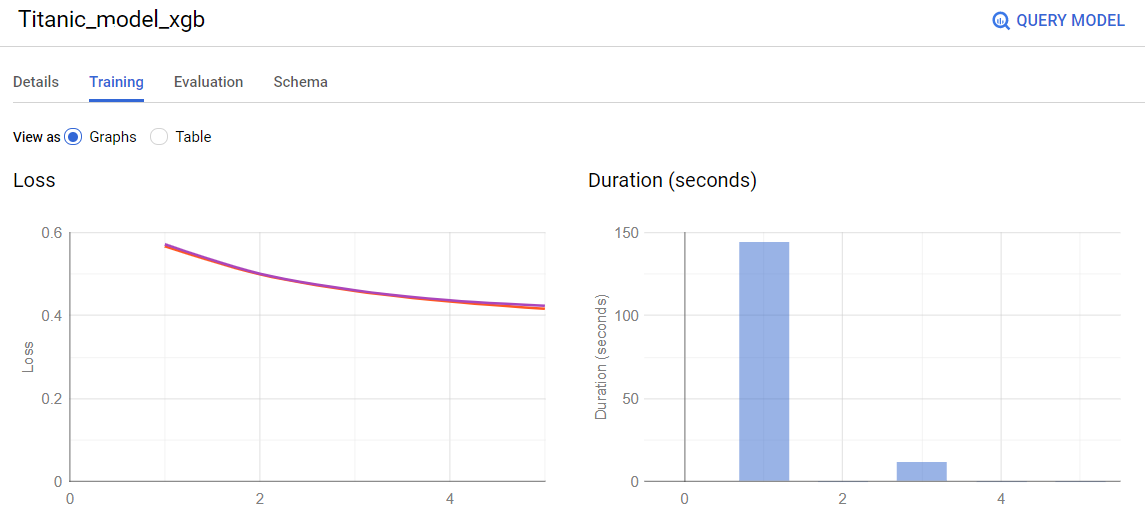 Titanic_model_xgb
QUERY MODEL
Details Training Evaluation Schema
View as Graphs Table
Loss
Duration (seconds)
0.6
0.4
0.2
0
Loss
0 2 4
150
100
50
0
Duration (seconds)
0 2 4